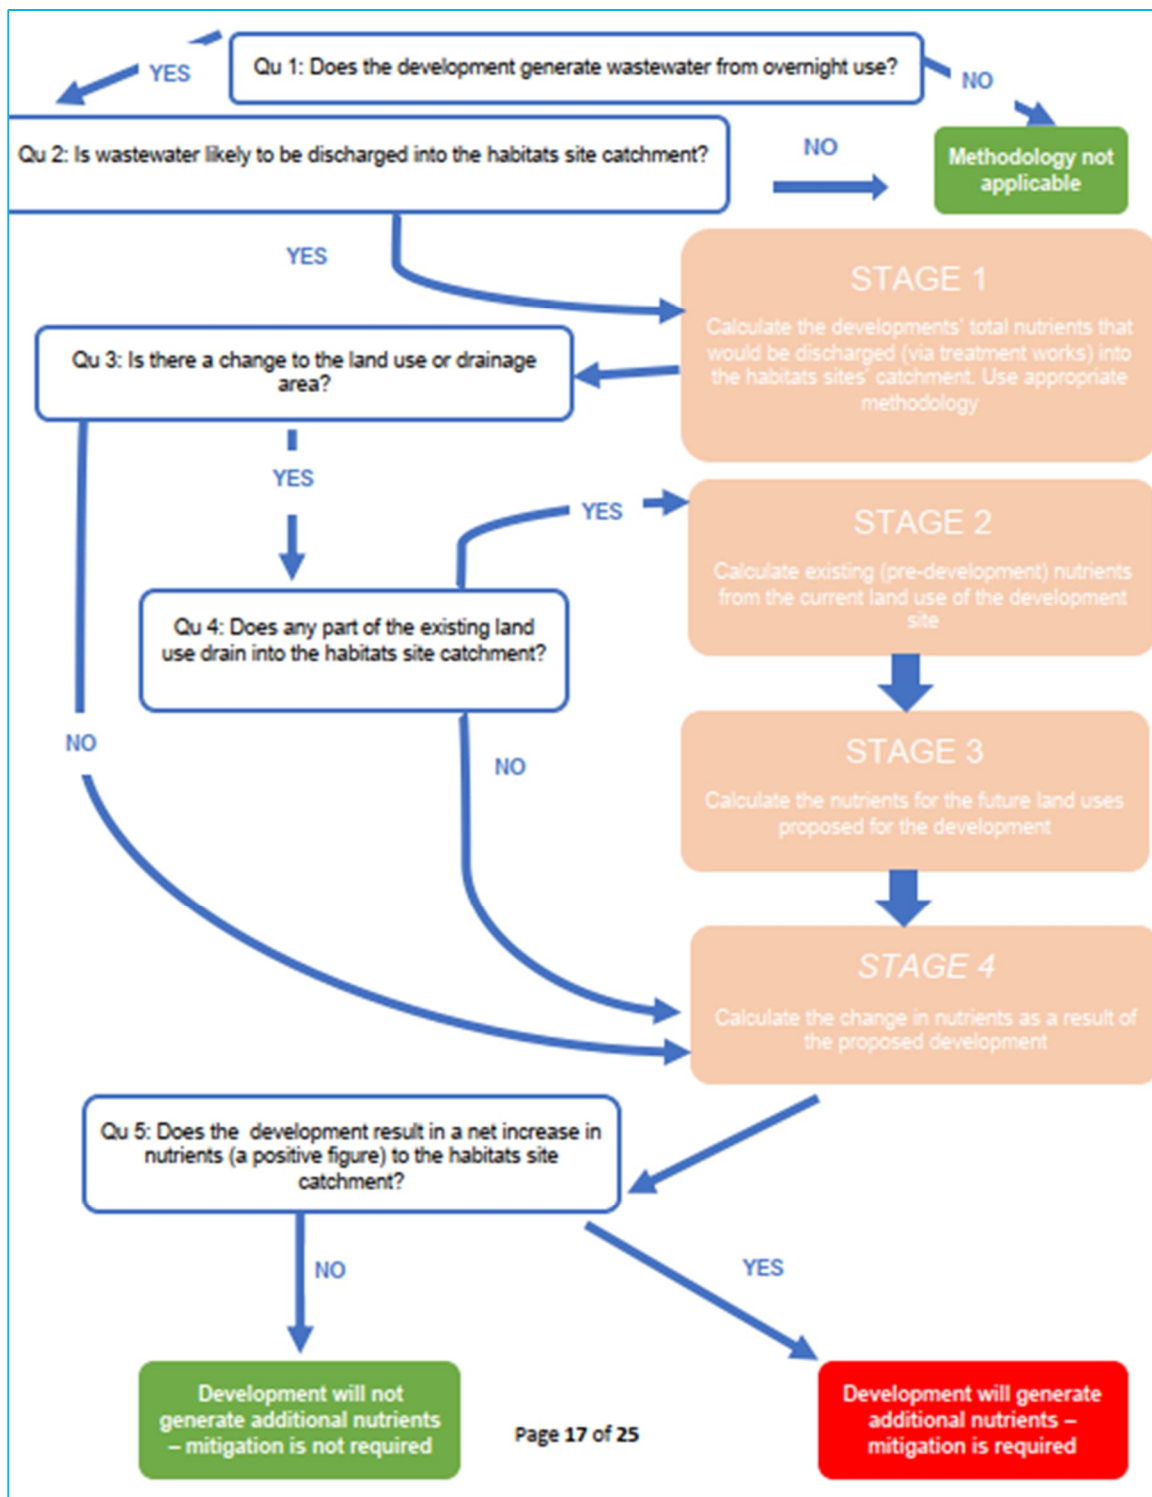 Qu 1: Does the development generate wastewater from overnight use?
YES
NO
Qu 2: Is wastewater likely to be discharged into the habitats site catchment?
NO
Methodology not
applicable
YES
STAGE 1
Calculate the developments' total nutrients that
would be discharged (via treatment works) into
the habitats sites' catchment. Use appropriate
methodology
Qu 3: Is there a change to the land use or drainage
area?
YES
YES
STAGE 2
Calculate existing (pre-development) nutrients
from the current land use of the development
site
Qu 4: Does any part of the existing land
use drain into the habitats site catchment?
NO
NO
STAGE 3
Calculate the nutrients for the future land uses
proposed for the development
STAGE 4
Calculate the change in nutrients as a result of
the proposed development
Qu 5: Does the development result in a net increase in
nutrients (a positive figure) to the habitats site
catchment?
NO
YES
Development will not
generate additional nutrients
– mitigation is not required
Page 17 of 25
Development will generate
additional nutrients –
mitigation is required